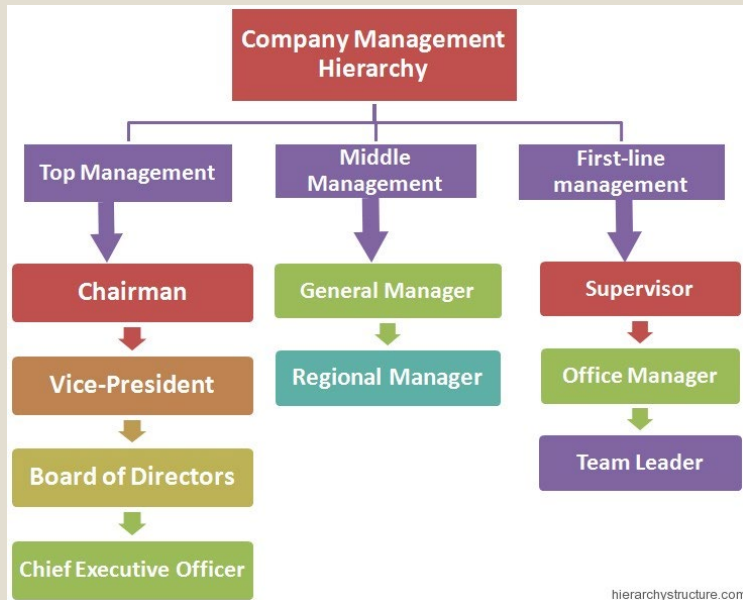 Company Management
Hierarchy
Top Management
Middle
Management
First-line
management
Chairman
Vice-President
Board of Directors
Chief Executive Officer
General Manager
Regional Manager
Supervisor
Office Manager
Team Leader
hierarchystructure.com